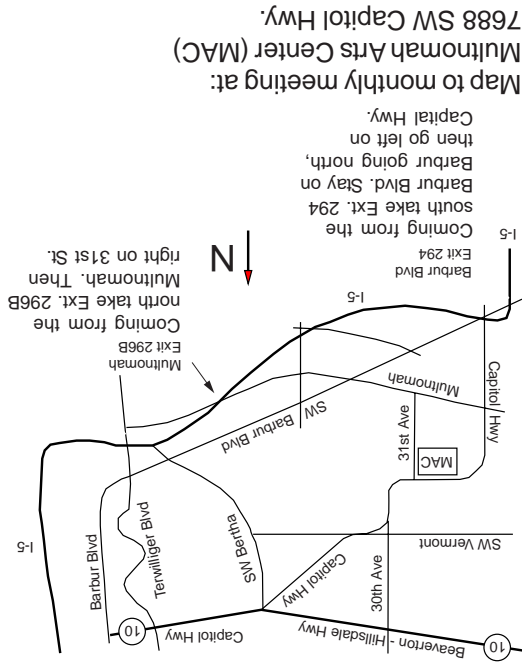 10
Beaverton - Hillsdale Hwy
Capitol Hwy
10
30th Ave
Capitol Hwy
SW Bertha
Terwilliger Blvd
Barbur Blvd
I-5
SW Vermont
MAC
31st Ave
Capitol
Hwy
Multnomah
SW
Barbur Blvd
I-5
I-5
Multnomah
Exit 296B
Coming from the
north take Ext. 296B
Multnomah. Then
right on 31st St.
N
Barbur Blvd
Exit 294
Coming from the
south take Ext. 294
Barbur Blvd. Stay on
Barbur going north,
then go left on
Capital Hwy.
Map to monthly meeting at:
Multnomah Arts Center (MAC)
7688 SW Capitol Hwy.